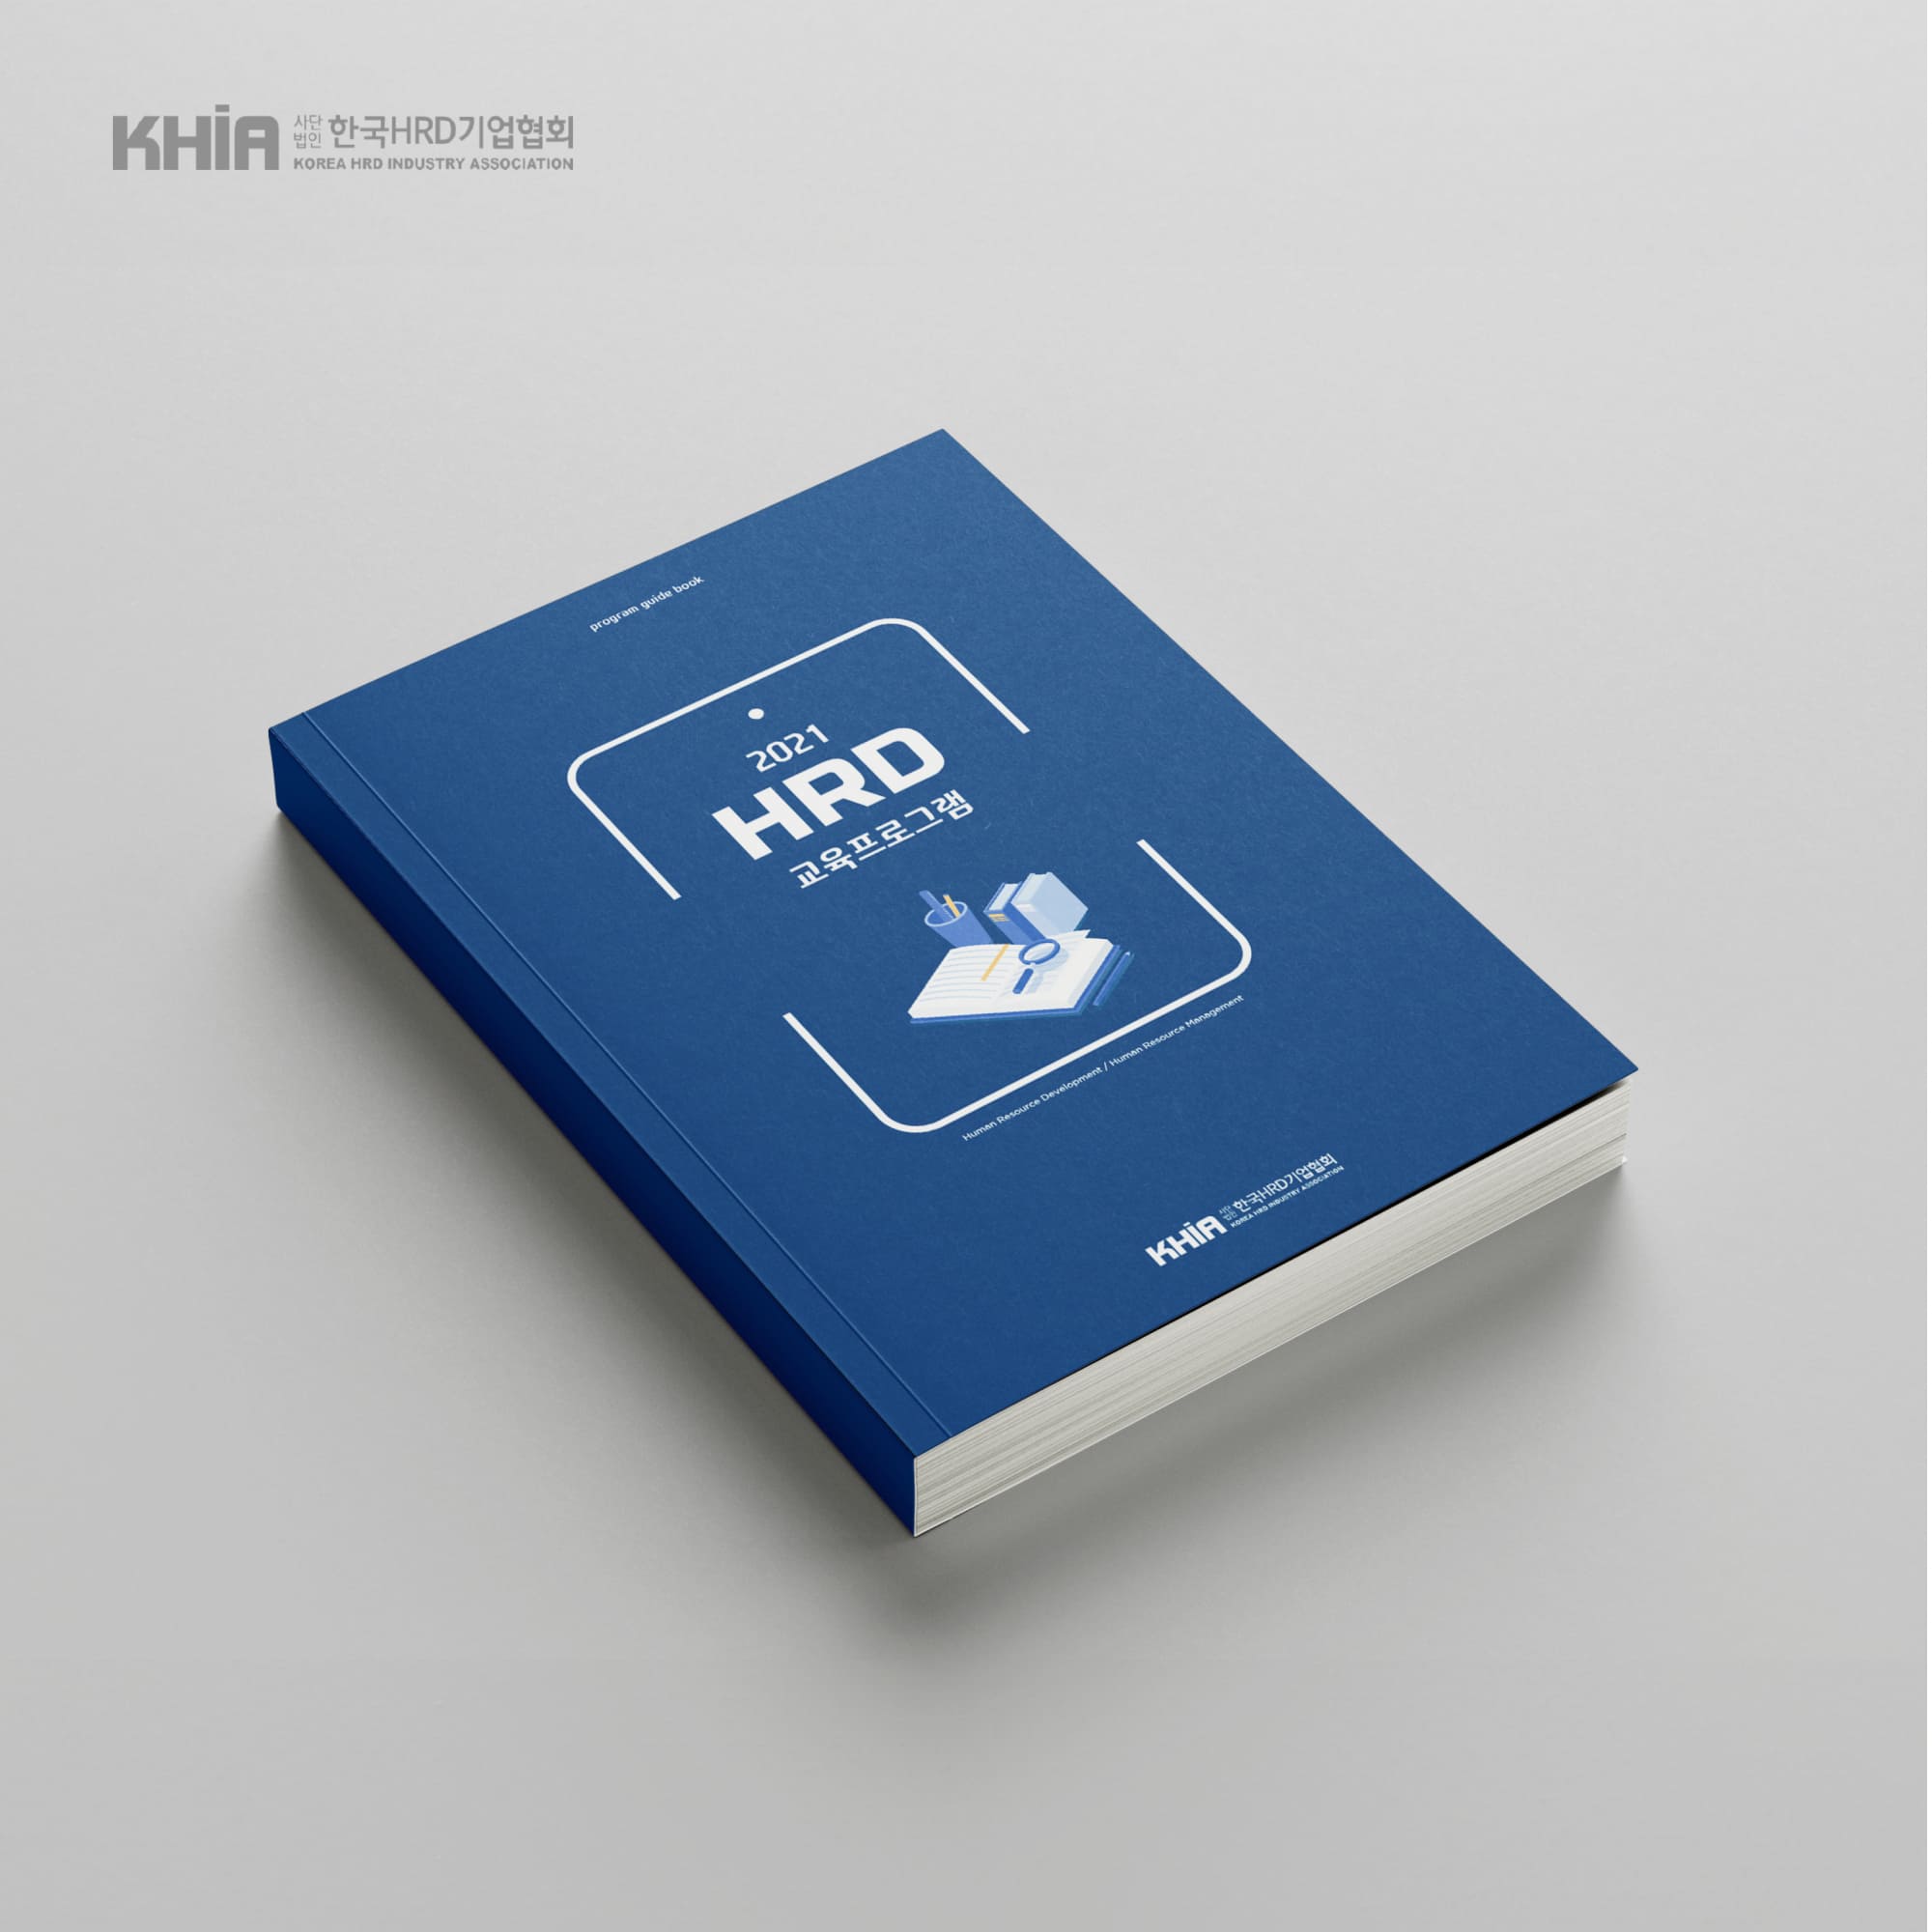 KHiA 사단법인 한국HRD기업협회
KOREA HRD INDUSTRY ASSOCIATION
program guide book
2021
HRD
교육프로그램
Human Resource Development / Human Resource Management
KHiA 사단법인 한국HRD기업협회
KOREA HRD INDUSTRY ASSOCIATION